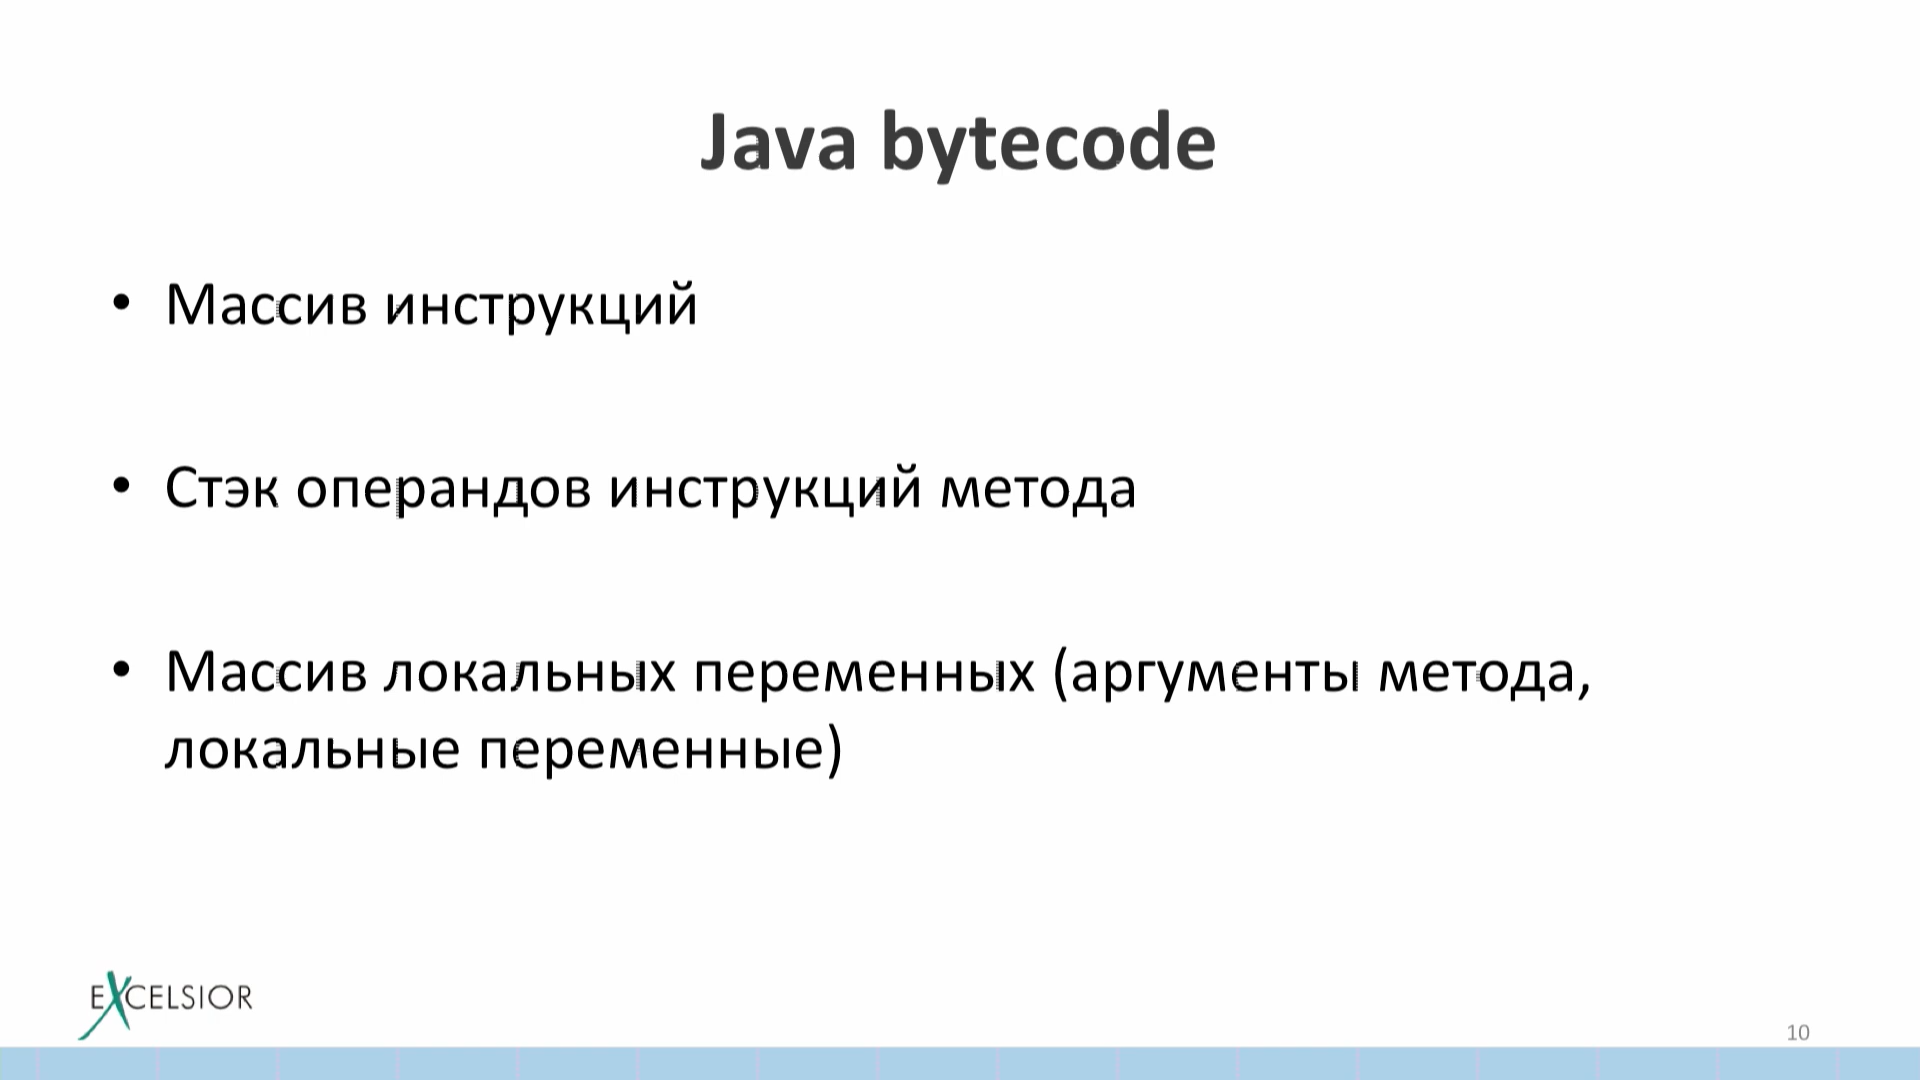 Java bytecode
• Массив инструкций
• Стэк операндов инструкций метода
• Массив локальных переменных (аргументы метода,
локальные переменные)
EXCELSIOR
10